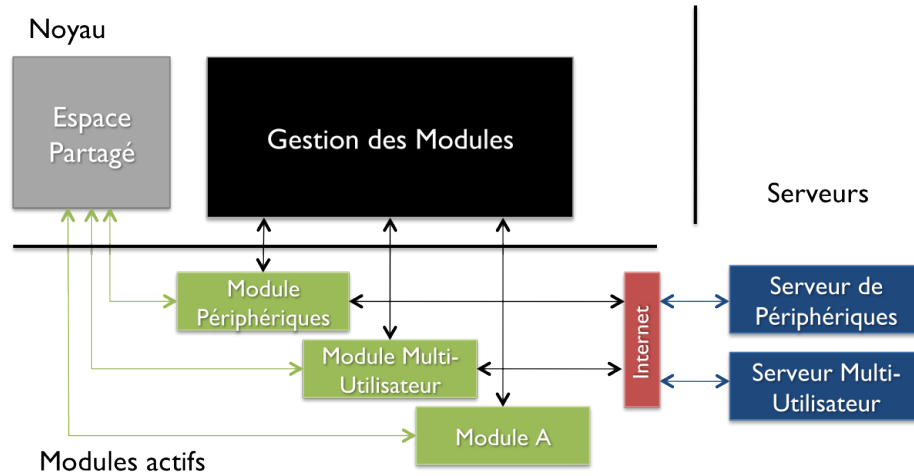 Noyau
Espace
Partagé
Gestion des Modules
Serveurs
Module
Périphériques
Internet
Serveur de
Périphériques
Module Multi-
Utilisateur
Serveur Multi-
Utilisateur
Module A
Modules actifs